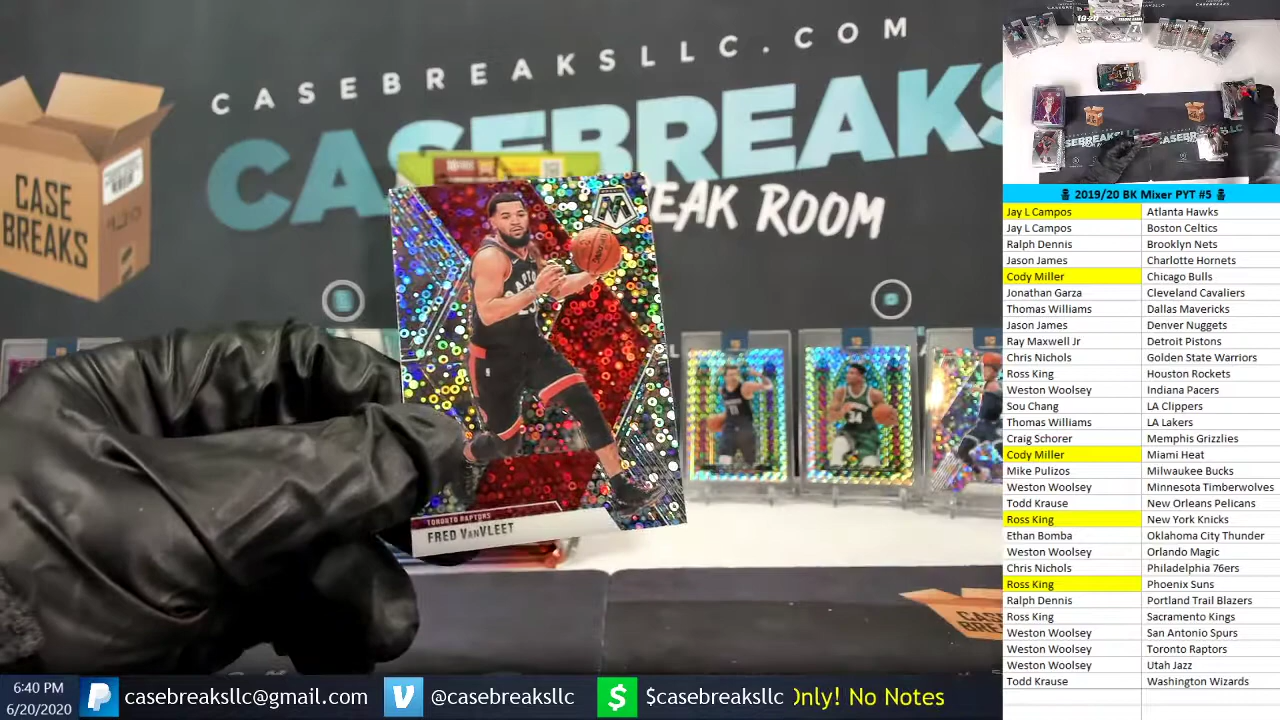 CASEBREAKSLLC.COM
CASEBREAKS
EAK ROOM
CASE
BREAKS
TORONTO RAPTORS
FRED VANVLEET
2019/20 BK Mixer PYT #5
Jay L Campos Atlanta Hawks
Jay L Campos Boston Celtics
Ralph Dennis Brooklyn Nets
Jason James Charlotte Hornets
Cody Miller Chicago Bulls
Jonathan Garza Cleveland Cavaliers
Thomas Williams Dallas Mavericks
Jason James Denver Nuggets
Ray Maxwell Jr Detroit Pistons
Chris Nichols Golden State Warriors
Ross King Houston Rockets
Weston Woolsey Indiana Pacers
Sou Chang LA Clippers
Thomas Williams LA Lakers
Craig Schorer Memphis Grizzlies
Cody Miller Miami Heat
Mike Pulizos Milwaukee Bucks
Weston Woolsey Minnesota Timberwolves
Todd Krause New Orleans Pelicans
Ross King New York Knicks
Ethan Bomba Oklahoma City Thunder
Weston Woolsey Orlando Magic
Chris Nichols Philadelphia 76ers
Ross King Phoenix Suns
Ralph Dennis Portland Trail Blazers
Ross King Sacramento Kings
Weston Woolsey San Antonio Spurs
Weston Woolsey Toronto Raptors
Weston Woolsey Utah Jazz
Todd Krause Washington Wizards
6:40 PM
6/20/2020
casebreaksllc@gmail.com
@casebreaksllc
$casebreaksllc
Only! No Notes